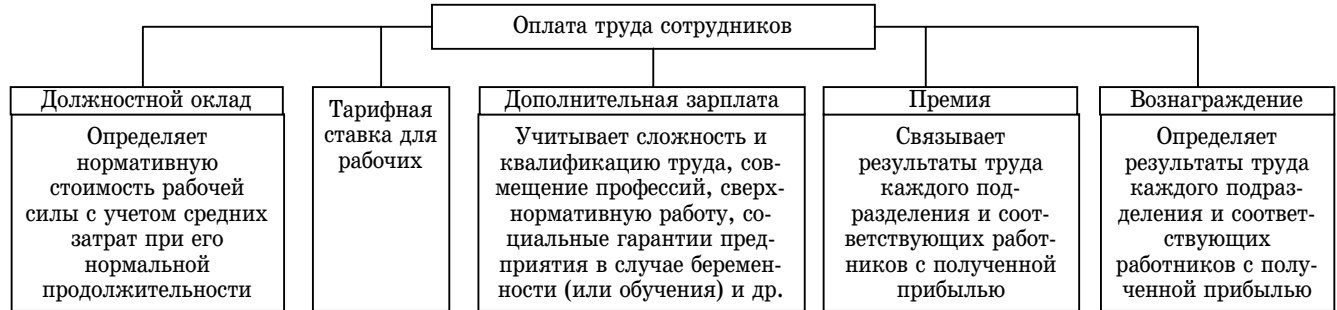 Оплата труда сотрудников
Должностной оклад
Определяет
нормативную
стоимость рабочей
силы с учетом средних
затрат при его
нормальной
продолжительности
Тарифная
ставка для
рабочих
Дополнительная зарплата
Учитывает сложность и
квалификацию труда, сов-
мещение профессий, сверх-
нормативную работу, со-
циальные гарантии пред-
приятия в случае беремен-
ности (или обучения) и др.
Премия
Связывает
результаты труда
каждого под-
разделения и соот-
ветствующих работ-
ников с полученной
прибылью
Вознаграждение
Определяет
результаты труда
каждого подраз-
деления и соответ-
ствующих
работников с полу-
ченной прибылью